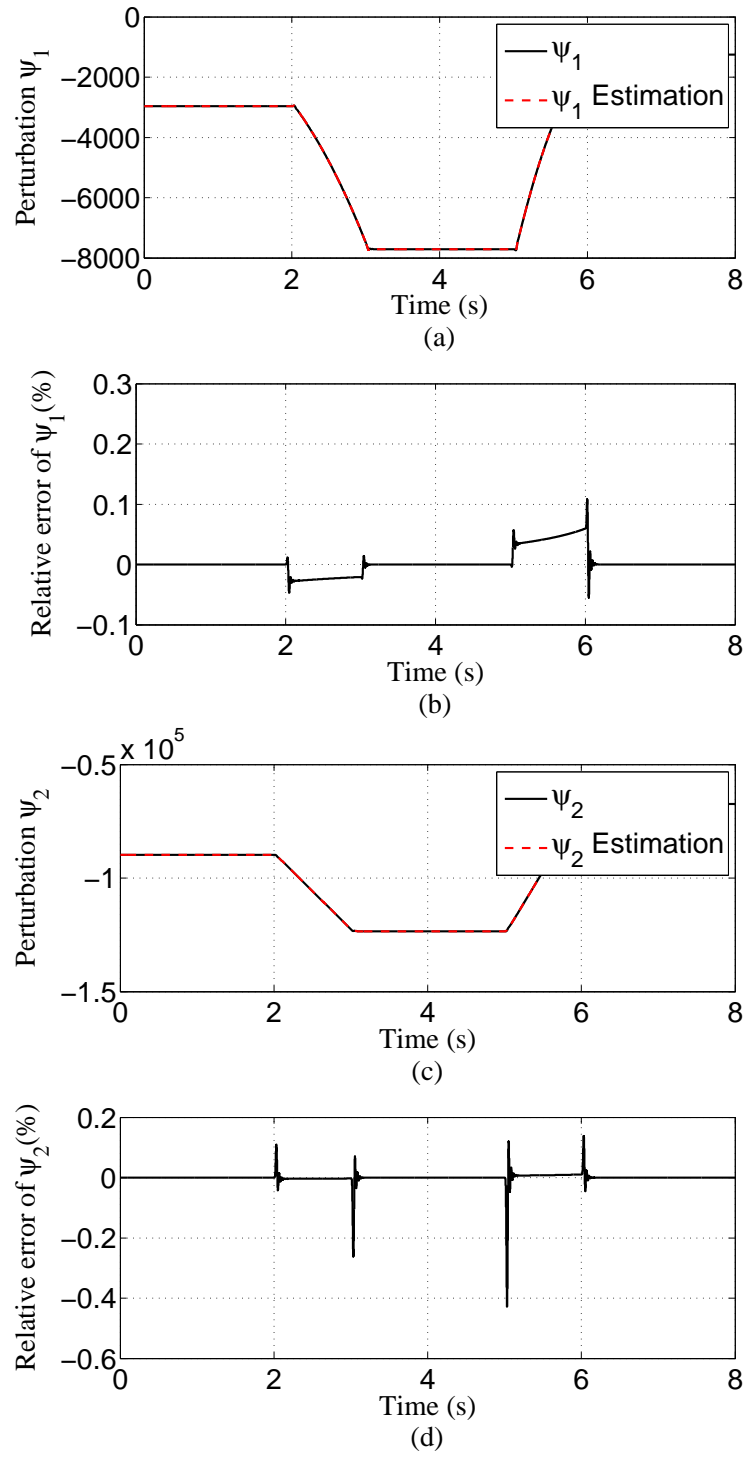 0
−2000
−4000
−6000
−8000
Perturbation ψ1
ψ1
ψ1 Estimation
0 2 4 6 8
Time (s)
(a)
0.3
0.2
0.1
0
−0.1
Relative error of ψ1(%)
0 2 4 6 8
Time (s)
(b)
x 10^5
−0.5
−1
−1.5
Perturbation ψ2
ψ2
ψ2 Estimation
0 2 4 6 8
Time (s)
(c)
0.2
0
−0.2
−0.4
−0.6
Relative error of ψ2(%)
0 2 4 6 8
Time (s)
(d)